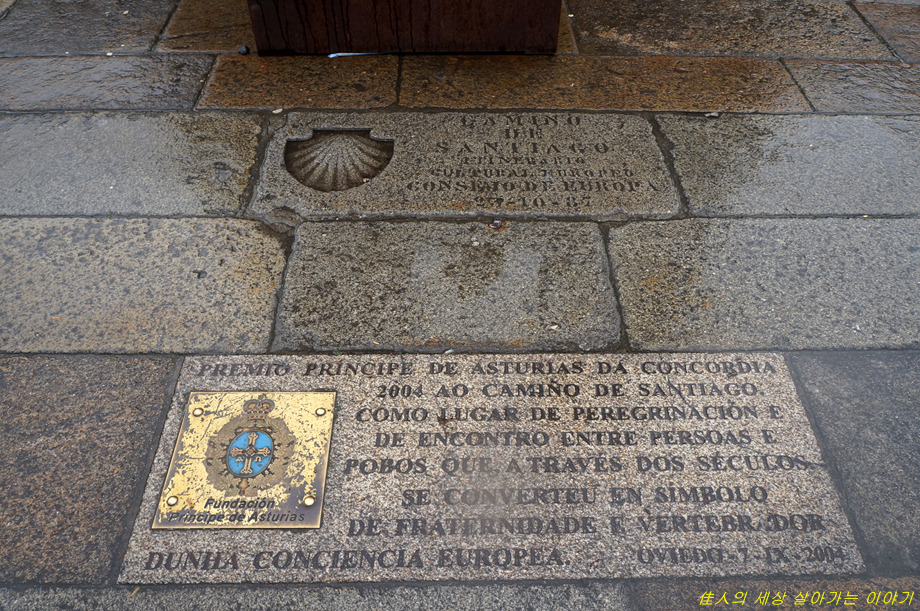 CAMINO
DE
SANTIAGO
ITINERARIO
CULTURAL EUROPEO
CONSEJO DE EUROPA
27-10-87
PREMIO PRINCIPE DE ASTURIAS DA CONCORDIA
2004 AO CAMIÑO DE SANTIAGO.
COMO LUGAR DE PEREGRINACIÓN E
DE ENCONTRO ENTRE PERSOAS E
POBOS QUE A TRAVÉS DOS SÉCULOS
SE CONVERTEU EN SÍMBOLO
DE FRATERNIDADE E VERTEBRADOR
DUNHA CONCIENCIA EUROPEA. OVIEDO-7-IX-2004
Fundación
Príncipe de Asturias
佳人의 세상 살아가는 이야기